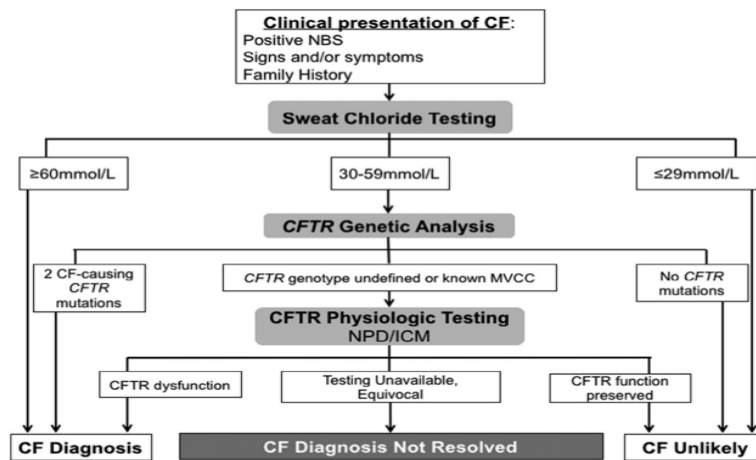 Clinical presentation of CF:
Positive NBS
Signs and/or symptoms
Family History
Sweat Chloride Testing
≥60mmol/L
30-59mmol/L
≤29mmol/L
CFTR Genetic Analysis
2 CF-causing
CFTR
mutations
CFTR genotype undefined or known MVCC
No CFTR
mutations
CFTR Physiologic Testing
NPD/ICM
CFTR dysfunction
Testing Unavailable,
Equivocal
CFTR function
preserved
CF Diagnosis
CF Diagnosis Not Resolved
CF Unlikely